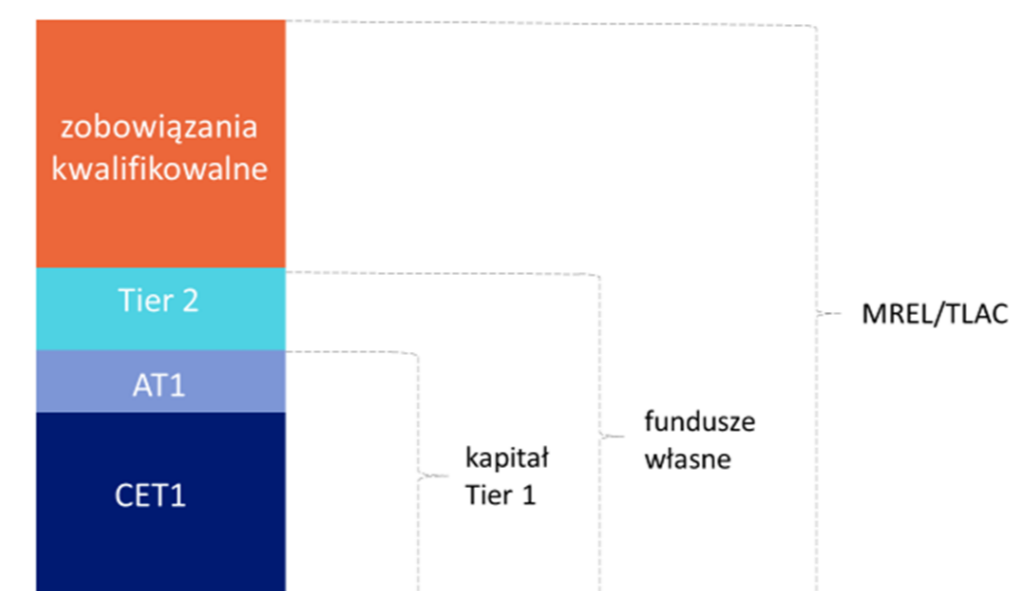 zobowiązania
kwalifikowalne
Tier 2
AT1
CET1
kapitał
Tier 1
fundusze
własne
MREL/TLAC